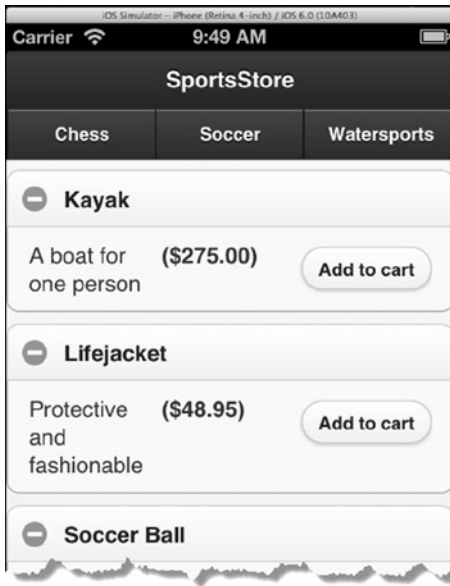 iOS Simulator – iPhone (Retina 4-inch) / iOS 6.0 (10A403)
Carrier 9:49 AM
SportsStore
Chess Soccer Watersports
Kayak
A boat for ($275.00) Add to cart
one person
Lifejacket
Protective ($48.95) Add to cart
and
fashionable
Soccer Ball